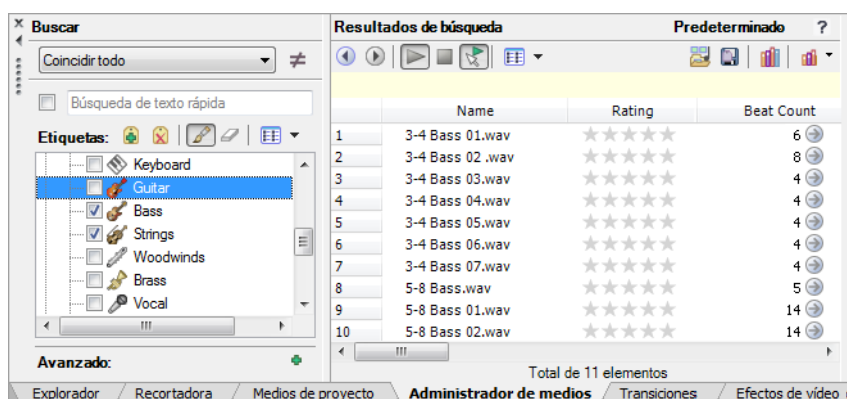 Buscar
Coincidir todo
Búsqueda de texto rápida
Etiquetas:
Keyboard
Guitar
Bass
Strings
Woodwinds
Brass
Vocal
Avanzado:
Resultados de búsqueda Predeterminado ?
Name Rating Beat Count
1 3-4 Bass 01.wav 6
2 3-4 Bass 02 .wav 8
3 3-4 Bass 03.wav 4
4 3-4 Bass 04.wav 4
5 3-4 Bass 05.wav 4
6 3-4 Bass 06.wav 4
7 3-4 Bass 07.wav 4
8 5-8 Bass.wav 5
9 5-8 Bass 01.wav 14
10 5-8 Bass 02.wav 14
Total de 11 elementos
Explorador Recortadora Medios de proyecto Administrador de medios Transiciones Efectos de vídeo